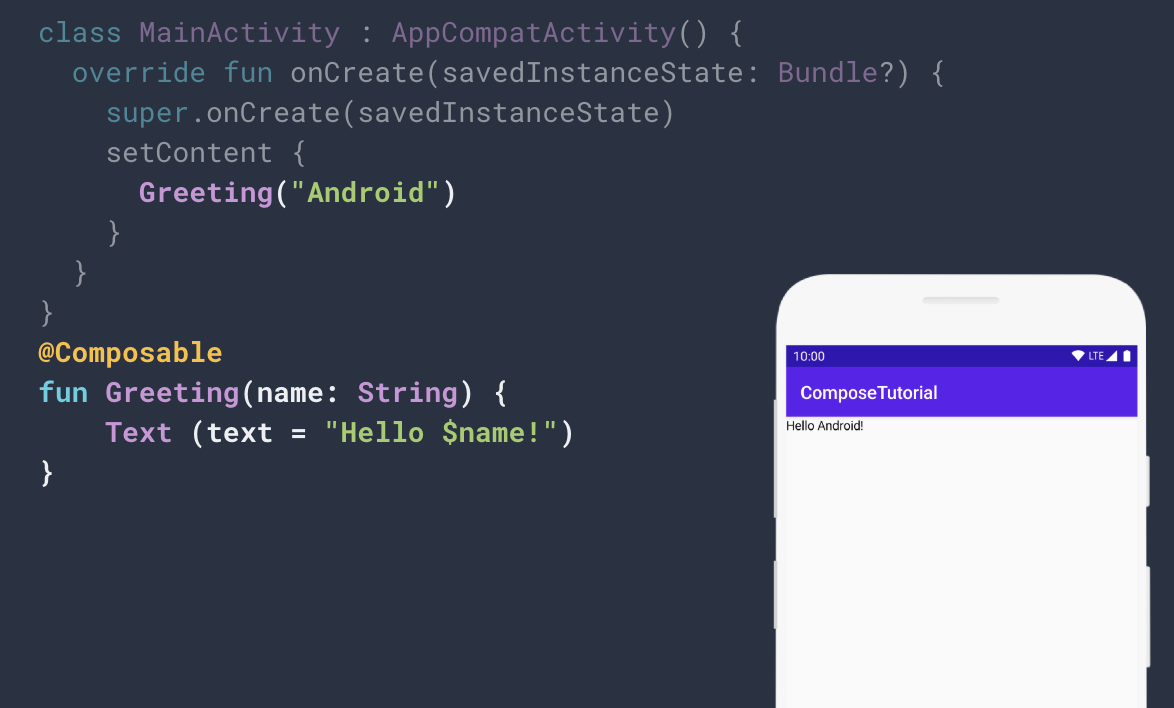 class MainActivity : AppCompatActivity() {
  override fun onCreate(savedInstanceState: Bundle?) {
    super.onCreate(savedInstanceState)
    setContent {
      Greeting("Android")
    }
  }
}
@Composable
fun Greeting(name: String) {
    Text (text = "Hello $name!")
}
10:00 LTE
ComposeTutorial
Hello Android!